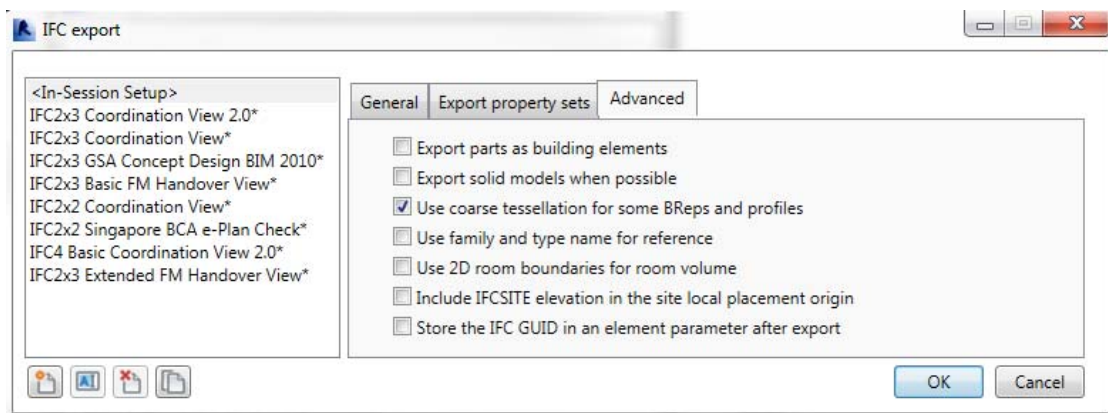 IFC export
<In-Session Setup>
IFC2x3 Coordination View 2.0*
IFC2x3 Coordination View*
IFC2x3 GSA Concept Design BIM 2010*
IFC2x3 Basic FM Handover View*
IFC2x2 Coordination View*
IFC2x2 Singapore BCA e-Plan Check*
IFC4 Basic Coordination View 2.0*
IFC2x3 Extended FM Handover View*
General Export property sets Advanced
Export parts as building elements
Export solid models when possible
Use coarse tessellation for some BReps and profiles
Use family and type name for reference
Use 2D room boundaries for room volume
Include IFCSITE elevation in the site local placement origin
Store the IFC GUID in an element parameter after export
OK Cancel